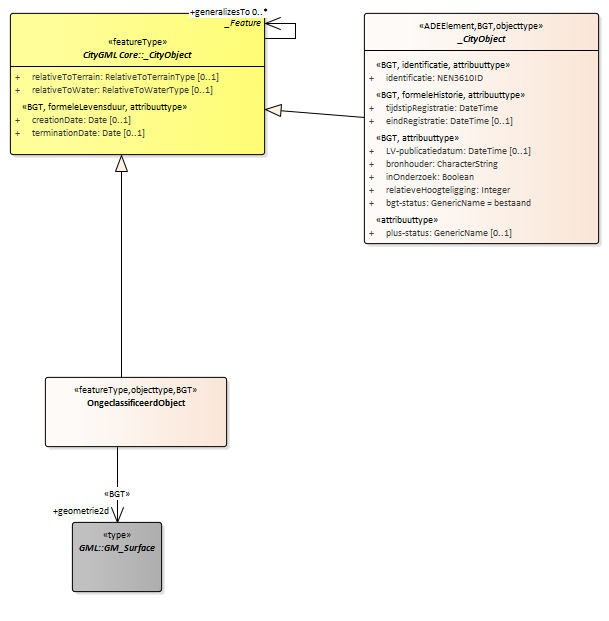 +generalizesTo 0..*
_Feature
«featureType»
CityGML Core::_CityObject
+ relativeToTerrain: RelativeToTerrainType [0..1]
+ relativeToWater: RelativeToWaterType [0..1]
«BGT, formeleLevensduur, attribuuttype»
+ creationDate: Date [0..1]
+ terminationDate: Date [0..1]
«ADEElement,BGT,objecttype»
_CityObject
«BGT, identificatie, attribuuttype»
+ identificatie: NEN3610ID
«BGT, formeleHistorie, attribuuttype»
+ tijdstipRegistratie: DateTime
+ eindRegistratie: DateTime [0..1]
«BGT, attribuuttype»
+ LV-publicatiedatum: DateTime [0..1]
+ bronhouder: CharacterString
+ inOnderzoek: Boolean
+ relatieveHoogteligging: Integer
+ bgt-status: GenericName = bestaand
«attribuuttype»
+ plus-status: GenericName [0..1]
«featureType,objecttype,BGT»
OngeclassificeerdObject
«BGT»
+geometrie2d
«type»
GML::GM_Surface